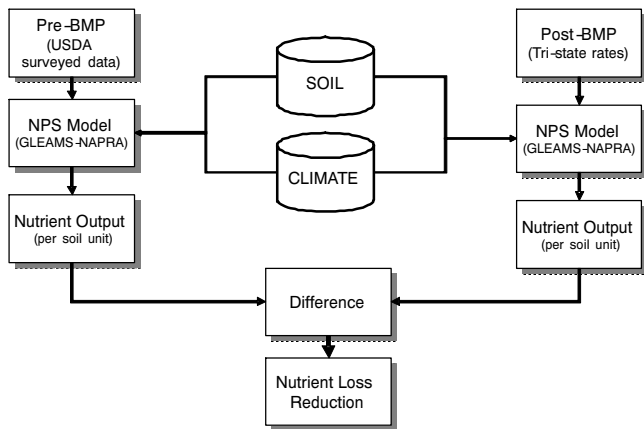 Pre-BMP
(USDA
surveyed data)
NPS Model
(GLEAMS-NAPRA)
Nutrient Output
(per soil unit)
SOIL
CLIMATE
Post-BMP
(Tri-state rates)
NPS Model
(GLEAMS-NAPRA)
Nutrient Output
(per soil unit)
Difference
Nutrient Loss
Reduction